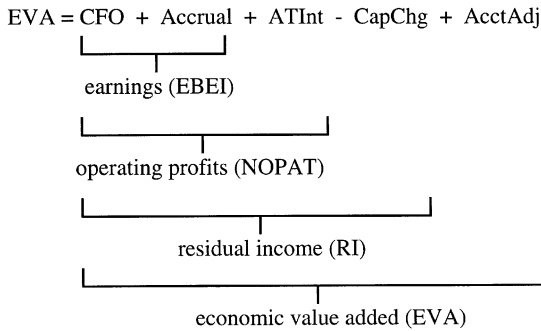 EVA = CFO + Accrual + ATInt - CapChg + AcctAdj
earnings (EBEI)
operating profits (NOPAT)
residual income (RI)
economic value added (EVA)